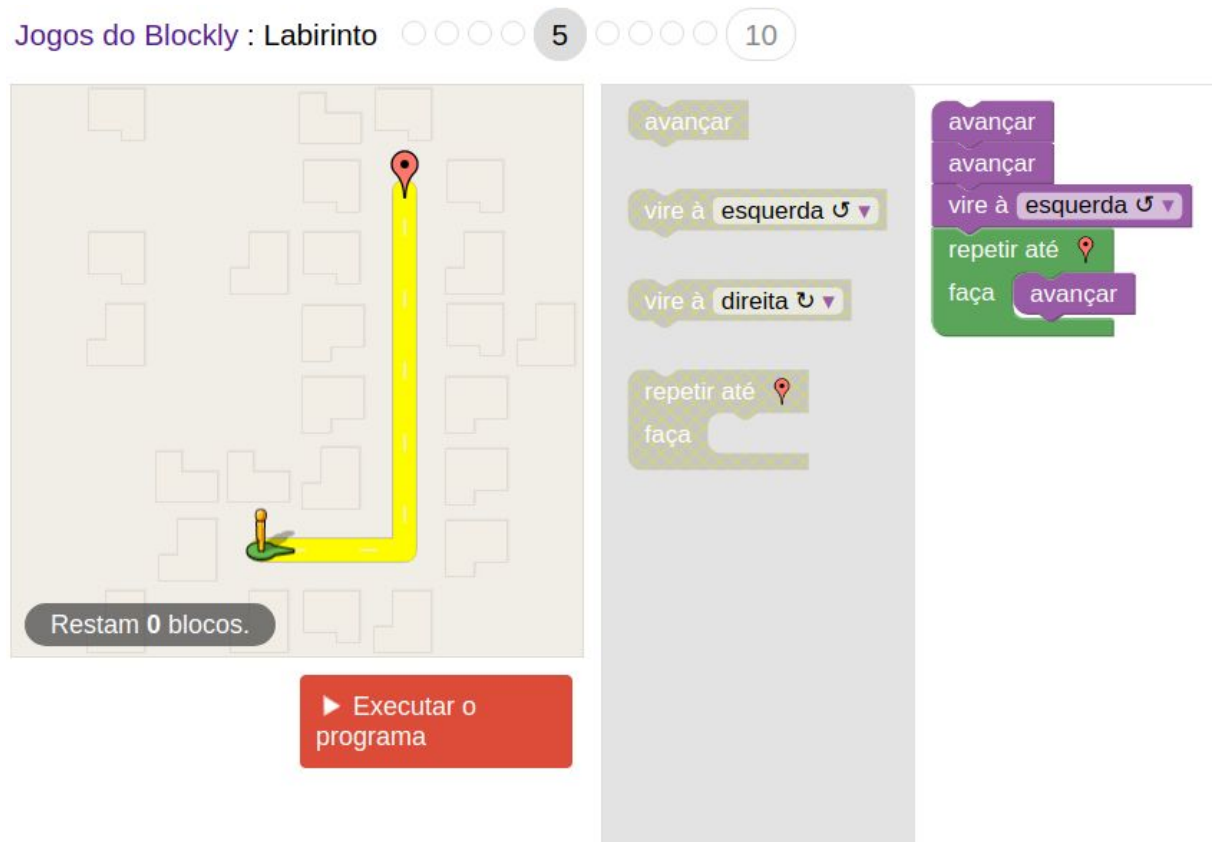 Jogos do Blockly : Labirinto 5 10
Restam 0 blocos.
Executar o
programa
avançar
vire à esquerda ↺ ▾
vire à direita ↻ ▾
repetir até
faça
avançar
avançar
vire à esquerda ↺ ▾
repetir até
faça avançar